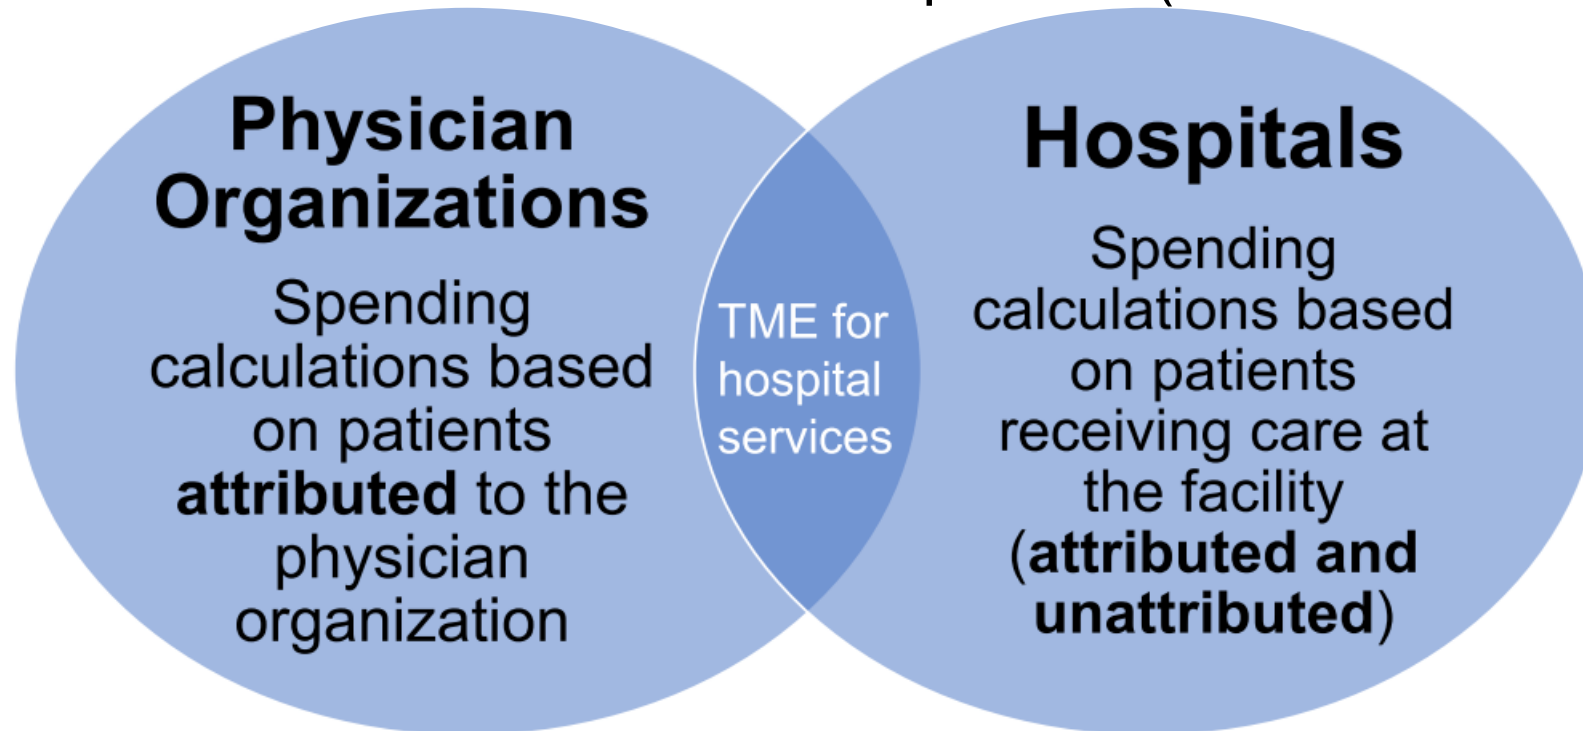 Physician
Organizations
Spending
calculations based
on patients
attributed to the
physician
organization
TME for
hospital
services
Hospitals
Spending
calculations based
on patients
receiving care at
the facility
(attributed and
unattributed)